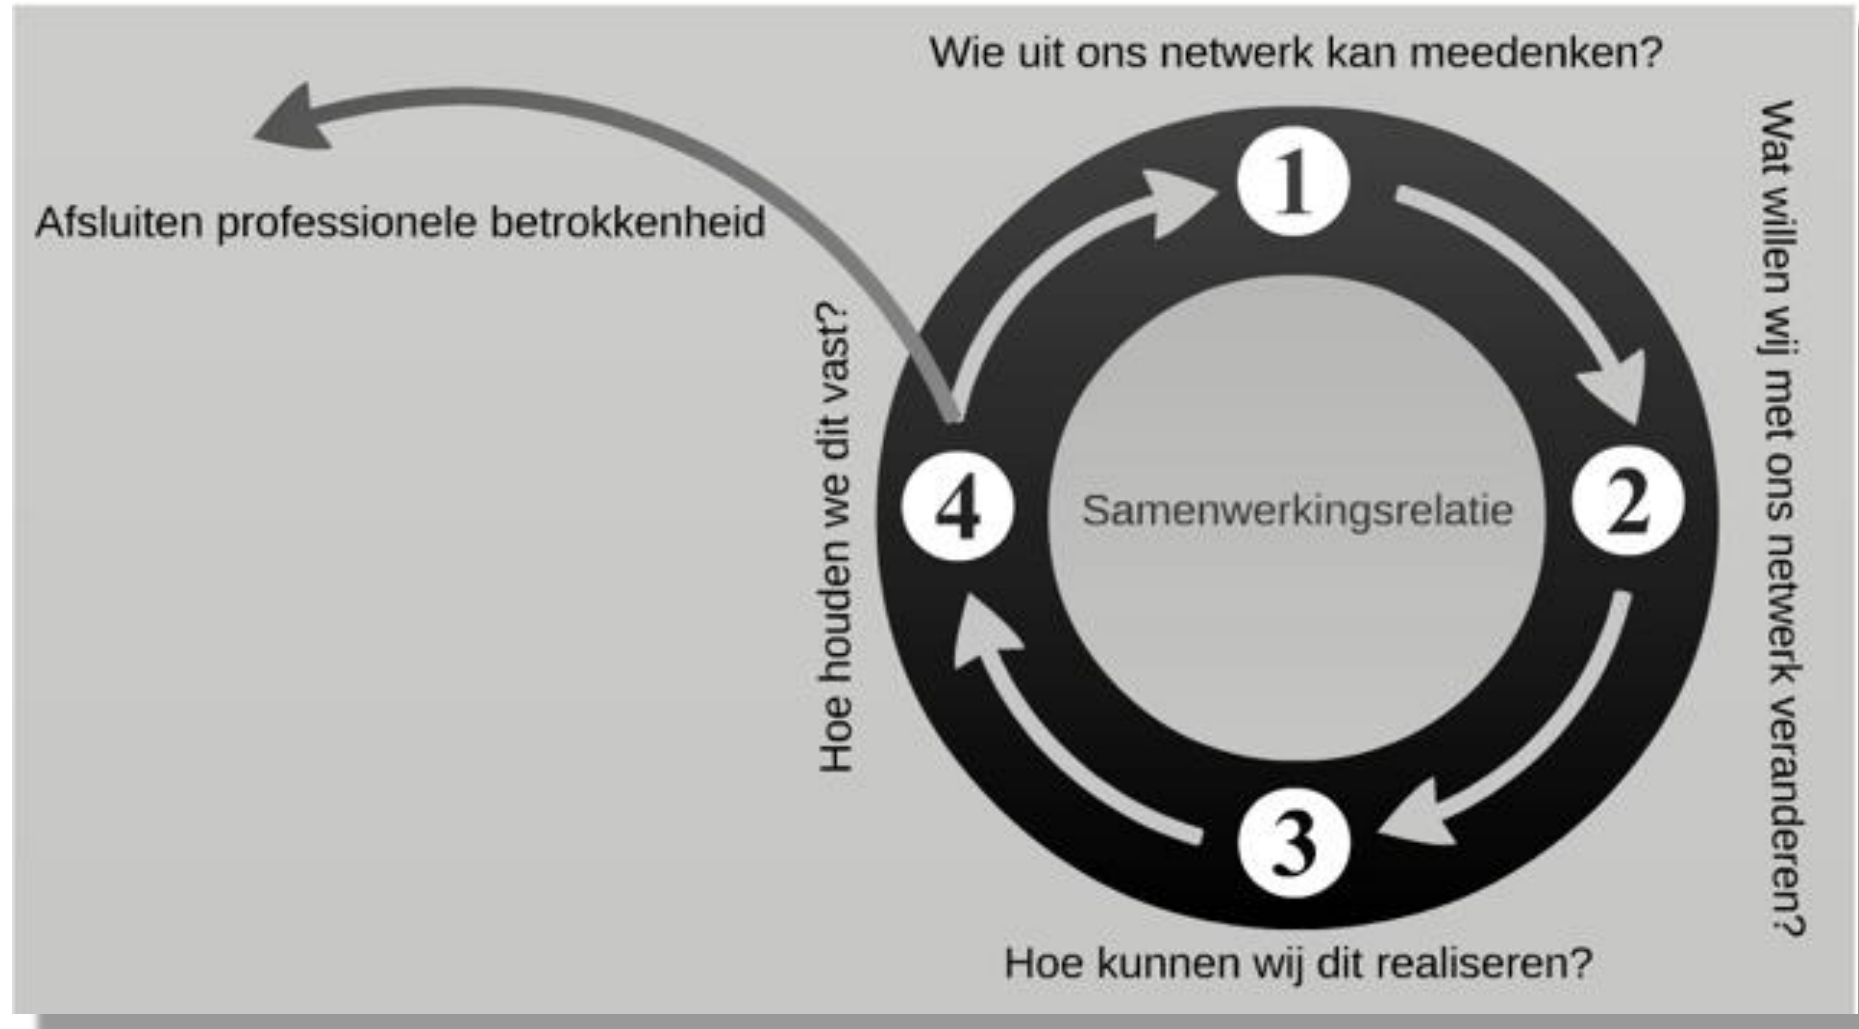 Wie uit ons netwerk kan meedenken?
1
Wat willen wij met ons netwerk veranderen?
2
Hoe kunnen wij dit realiseren?
3
Hoe houden we dit vast?
4
Samenwerkingsrelatie
Afsluiten professionele betrokkenheid